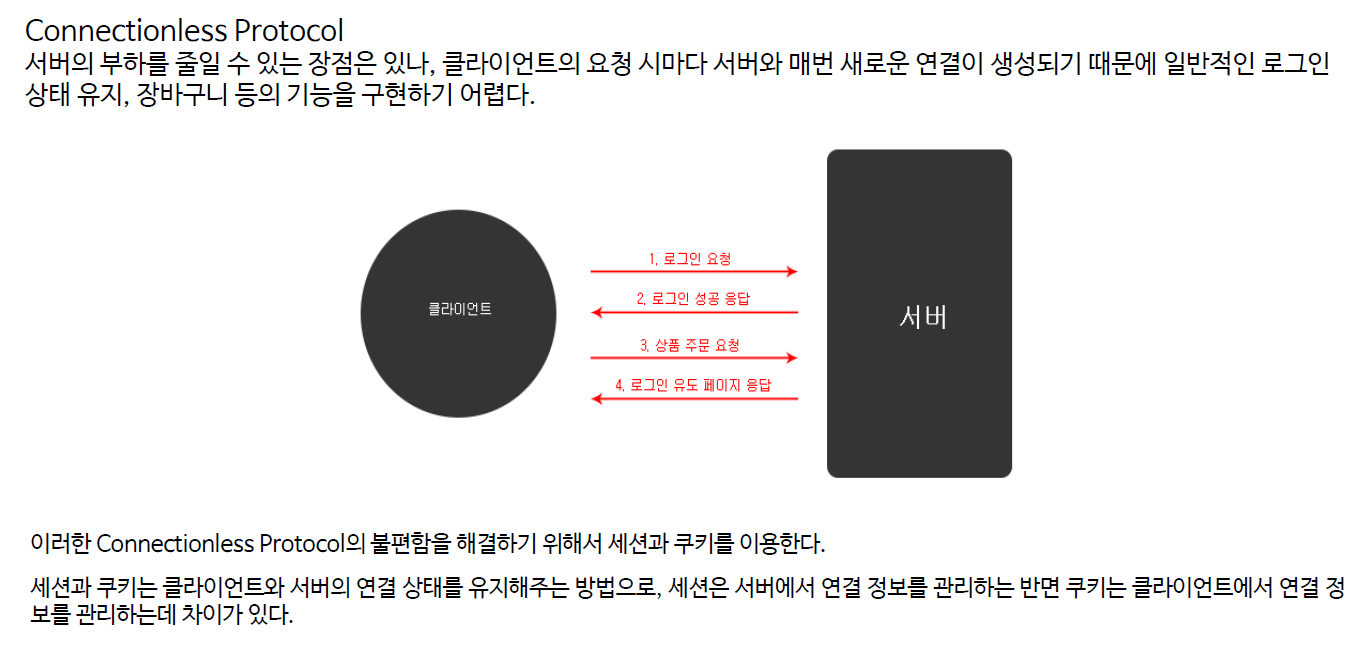 Connectionless Protocol
서버의 부하를 줄일 수 있는 장점은 있나, 클라이언트의 요청 시마다 서버와 매번 새로운 연결이 생성되기 때문에 일반적인 로그인
상태 유지, 장바구니 등의 기능을 구현하기 어렵다.
클라이언트
1. 로그인 요청
2. 로그인 성공 응답
3. 상품 주문 요청
4. 로그인 유도 페이지 응답
서버
이러한 Connectionless Protocol의 불편함을 해결하기 위해서 세션과 쿠키를 이용한다.
세션과 쿠키는 클라이언트와 서버의 연결 상태를 유지해주는 방법으로, 세션은 서버에서 연결 정보를 관리하는 반면 쿠키는 클라이언트에서 연결 정
보를 관리하는데 차이가 있다.